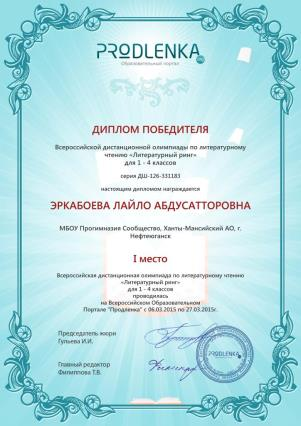 PRODLENKA
Образовательный портал
ДИПЛОМ ПОБЕДИТЕЛЯ
Всероссийской дистанционной олимпиады по литературному
чтению «Литературный ринг»
для 1 - 4 классов
серия ДШ-126-331183
настоящим дипломом награждается
ЭРКАБОЕВА ЛАЙЛО АБДУСАТТОРОВНА
МБОУ Прогимназия Сообщество, Ханты-Мансийский АО, г.
Нефтеюганск
I место
Всероссийская дистанционная олимпиада по литературному чтению
«Литературный ринг»
для 1 - 4 классов
проводилась
на Всероссийском Образовательном
Портале "Продленка" с 06.03.2015 по 27.03.2015г.
Председатель жюри
Гульева И.И.
Главный редактор
Филиппова Т.В.
PRODLENKA